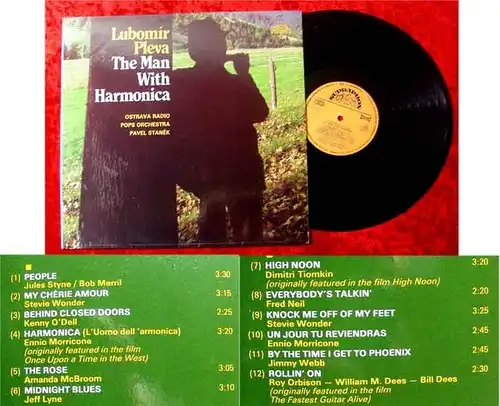 Lubomír
Pleva
The Man
With
Harmonica
OSTRAVA RADIO
POPS ORCHESTRA
PAVEL STANĚK
SUPRAPHON
(1) PEOPLE 3:30
Jules Styne / Bob Merril
(2) MY CHÉRIE AMOUR 3:15
Stevie Wonder
(3) BEHIND CLOSED DOORS 3:25
Kenny O'Dell
(4) HARMONICA (L'Uomo dell 'armonica) 3:20
Ennio Morricone
(originally featured in the film
Once Upon a Time in the West)
(5) THE ROSE 3:05
Amanda McBroom
(6) MIDNIGHT BLUES 3:10
Jeff Lyne
(7) HIGH NOON 3:20
Dimitri Tiomkin
(originally featured in the film High Noon)
(8) EVERYBODY'S TALKIN' 2:20
Fred Neil
(9) KNOCK ME OFF OF MY FEET 3:25
Stevie Wonder
(10) UN JOUR TU REVIENDRAS 3:45
Ennio Morricone
(11) BY THE TIME I GET TO PHOENIX 3:45
Jimmy Webb
(12) ROLLIN' ON 2:30
Roy Orbison — William M. Dees — Bill Dees
(originally featured in the film
The Fastest Guitar Alive)